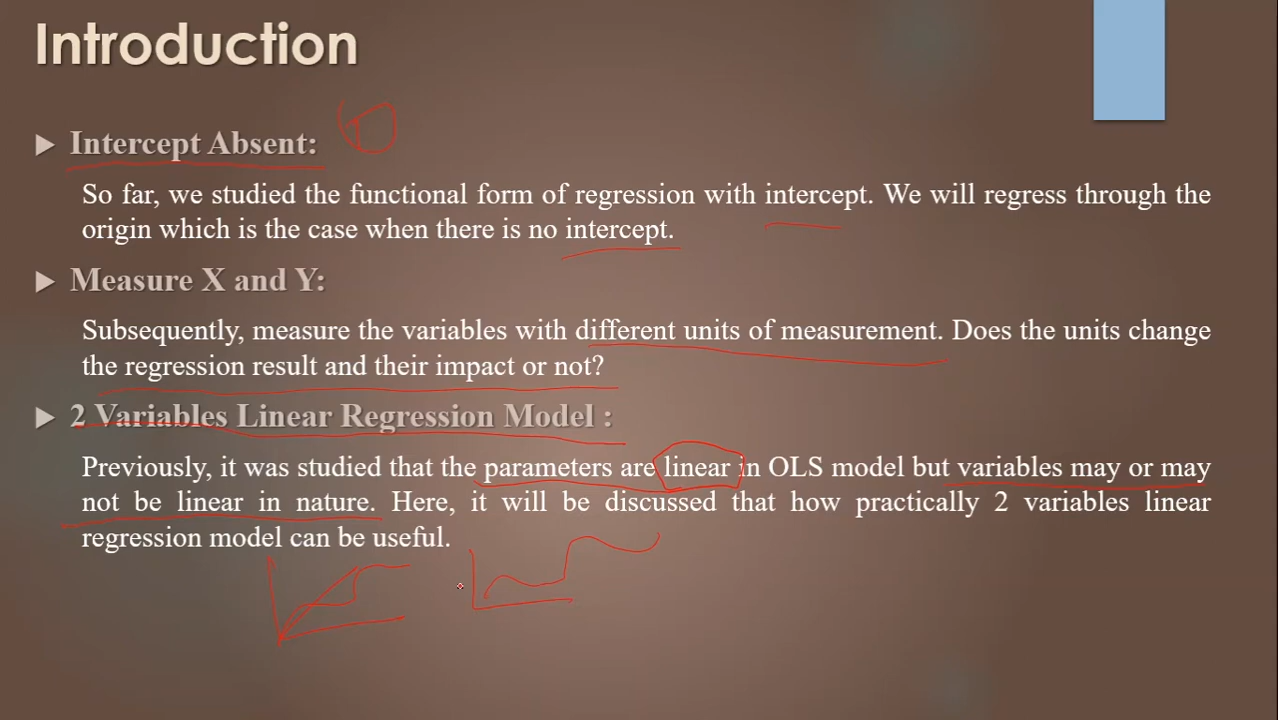 Introduction
Intercept Absent:
So far, we studied the functional form of regression with intercept. We will regress through the
origin which is the case when there is no intercept.
Measure X and Y:
Subsequently, measure the variables with different units of measurement. Does the units change
the regression result and their impact or not?
2 Variables Linear Regression Model :
Previously, it was studied that the parameters are linear in OLS model but variables may or may
not be linear in nature. Here, it will be discussed that how practically 2 variables linear
regression model can be useful.